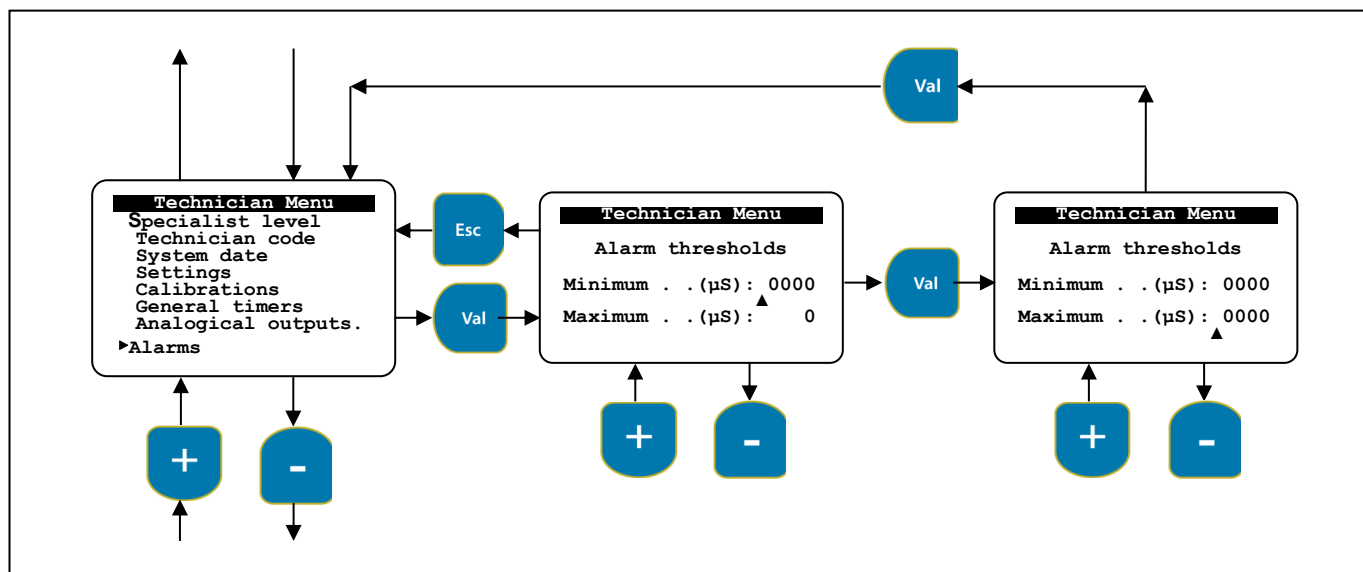 Val
Technician Menu
Specialist level
Technician code
System date
Settings
Calibrations
General timers
Analogical outputs.
►Alarms
Esc
Val
Technician Menu
Alarm thresholds
Minimum . .(µS): 0000
▲
Maximum . .(µS): 0
Val
Technician Menu
Alarm thresholds
Minimum . .(µS): 0000
Maximum . .(µS): 0000
▲
+
-
+
-
+
-